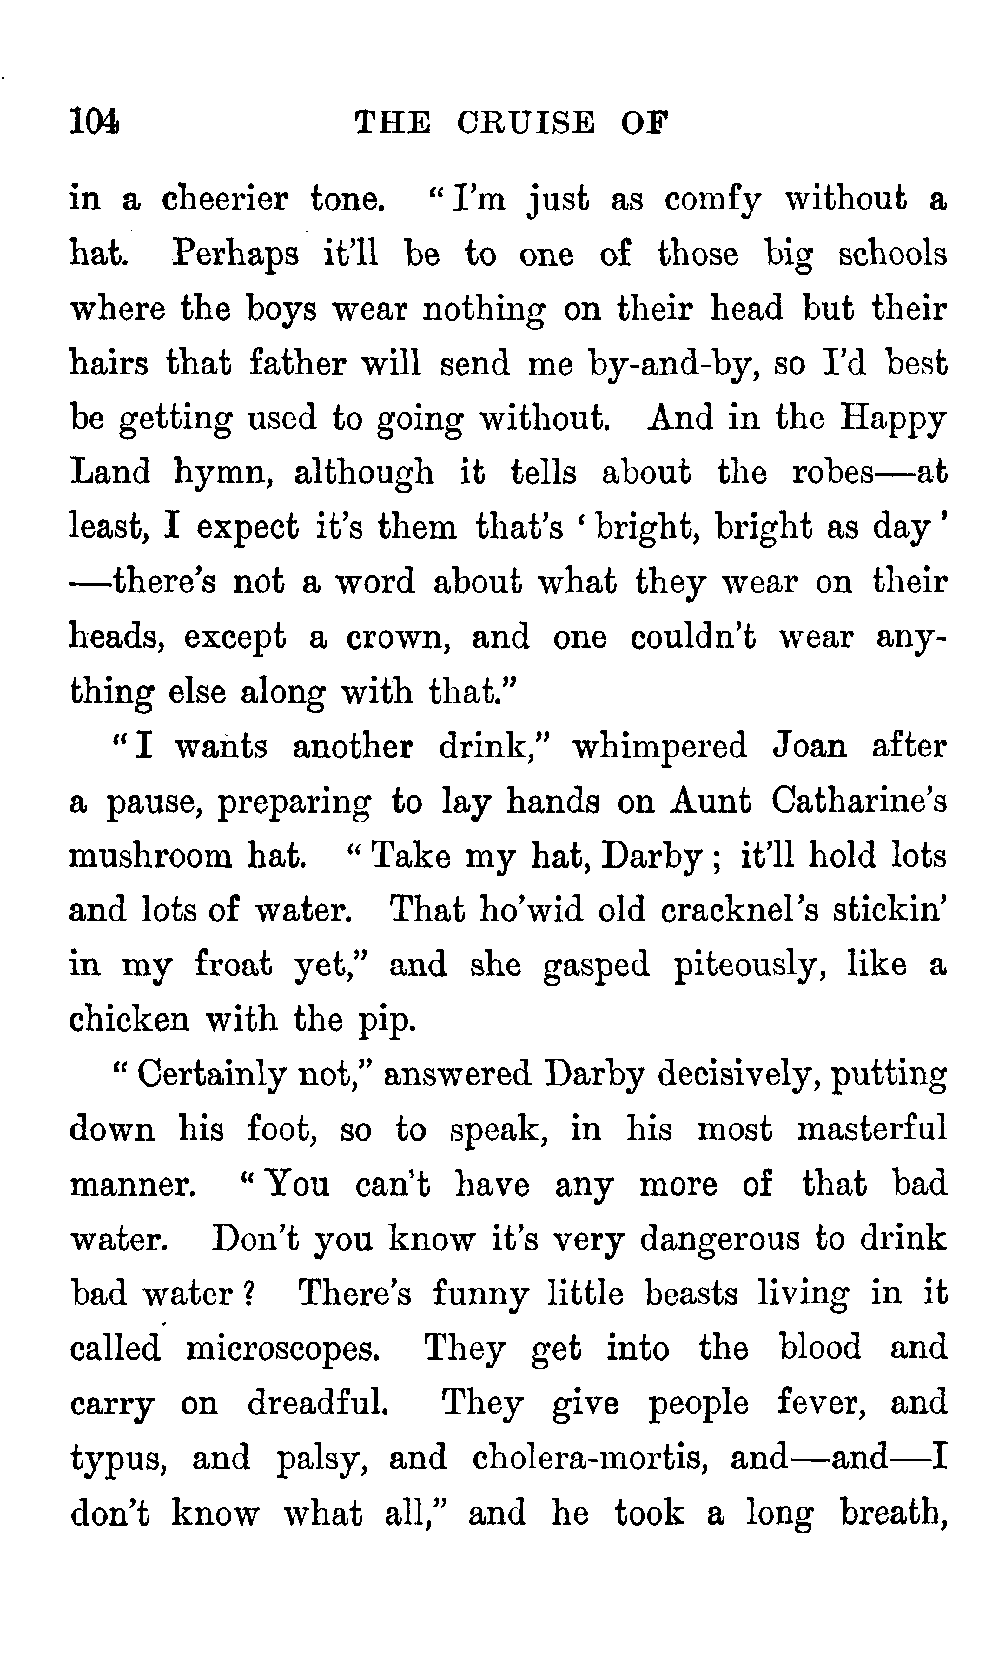 104 THE CRUISE OF
in a cheerier tone. “I’m just as comfy without a
hat. Perhaps it’ll be to one of those big schools
where the boys wear nothing on their head but their
hairs that father will send me by-and-by, so I’d best
be getting used to going without. And in the Happy
Land hymn, although it tells about the robes—at
least, I expect it’s them that’s ‘bright, bright as day’
—there’s not a word about what they wear on their
heads, except a crown, and one couldn’t wear any-
thing else along with that.”
“I wants another drink,” whimpered Joan after
a pause, preparing to lay hands on Aunt Catharine’s
mushroom hat. “Take my hat, Darby; it’ll hold lots
and lots of water. That ho’wid old cracknel’s stickin’
in my froat yet,” and she gasped piteously, like a
chicken with the pip.
“Certainly not,” answered Darby decisively, putting
down his foot, so to speak, in his most masterful
manner. “You can’t have any more of that bad
water. Don’t you know it’s very dangerous to drink
bad water? There’s funny little beasts living in it
called microscopes. They get into the blood and
carry on dreadful. They give people fever, and
typus, and palsy, and cholera-mortis, and—and—I
don’t know what all,” and he took a long breath,